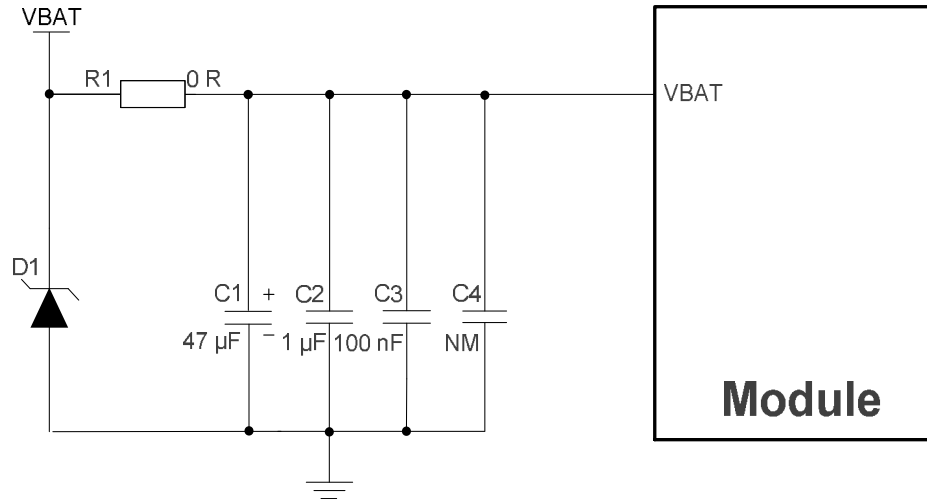 VBAT
R1 0 R
VBAT
D1
C1 + C2 C3 C4
47 µF − 1 µF 100 nF NM
Module